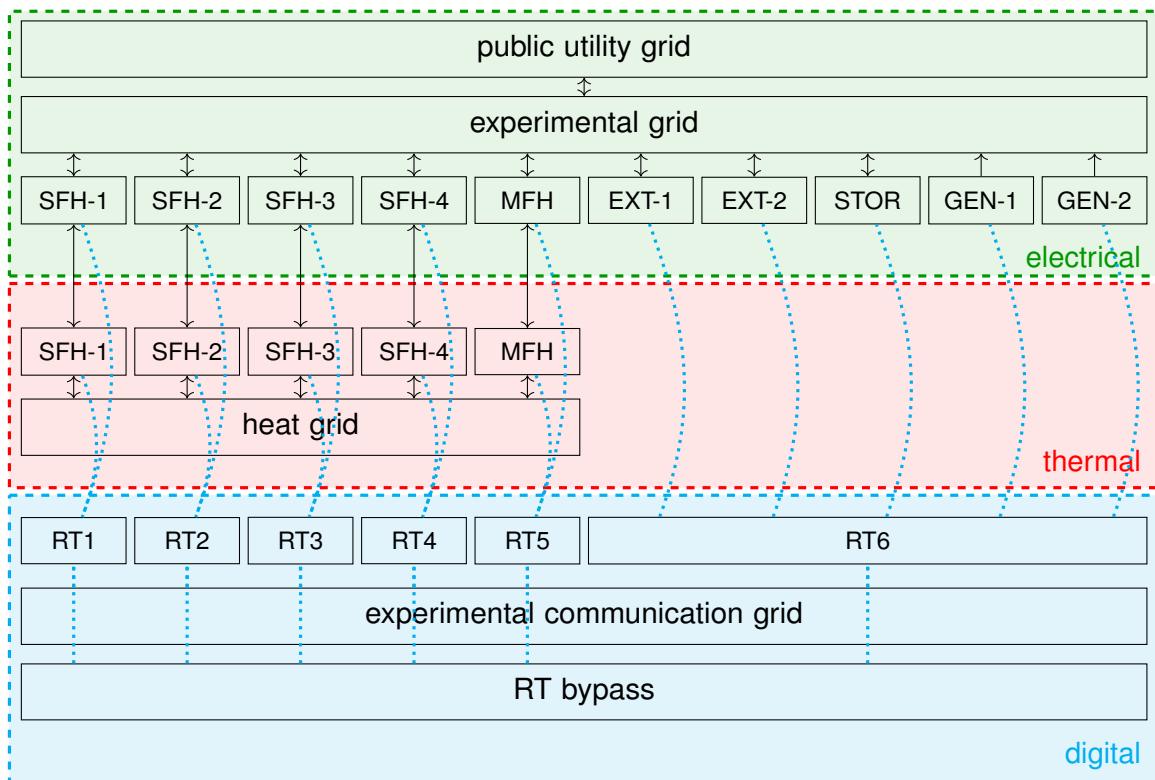 public utility grid
experimental grid
SFH-1 SFH-2 SFH-3 SFH-4 MFH EXT-1 EXT-2 STOR GEN-1 GEN-2
electrical
SFH-1 SFH-2 SFH-3 SFH-4 MFH
heat grid
thermal
RT1 RT2 RT3 RT4 RT5 RT6
experimental communication grid
RT bypass
digital